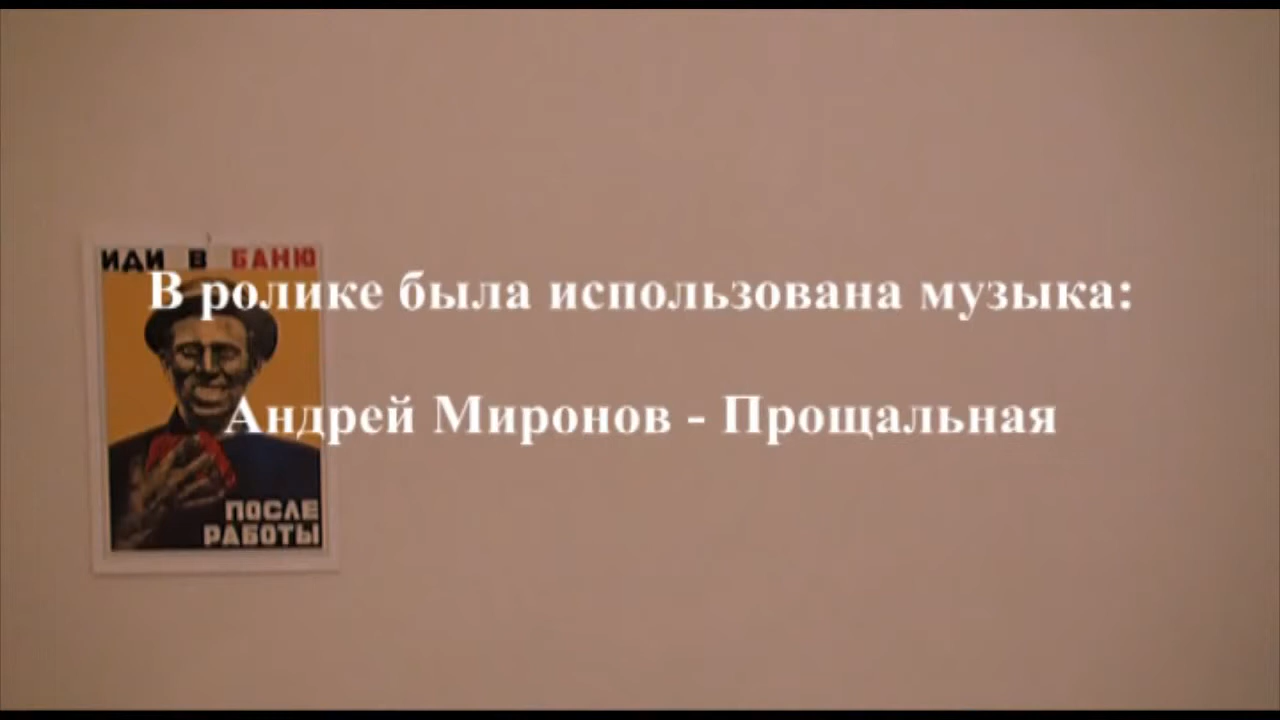 ИДИ В БАНЮ
В ролике была использована музыка:
Андрей Миронов - Прощальная
ПОСЛЕ
РАБОТЫ